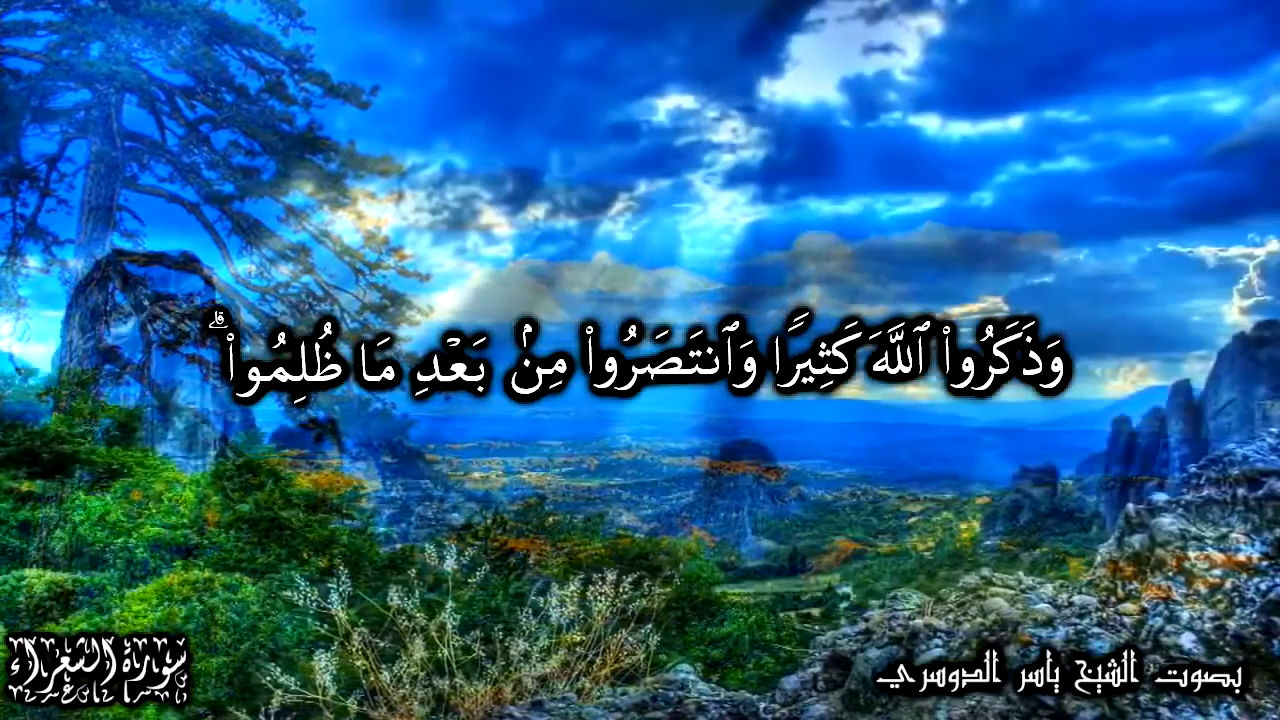 وَذَكَرُوا۟ ٱللَّهَ كَثِيرًا وَٱنتَصَرُوا۟ مِنۢ بَعْدِ مَا ظُلِمُوا۟ ۗ
سورة الشعراء
بصوت الشيخ ياسر الدوسري